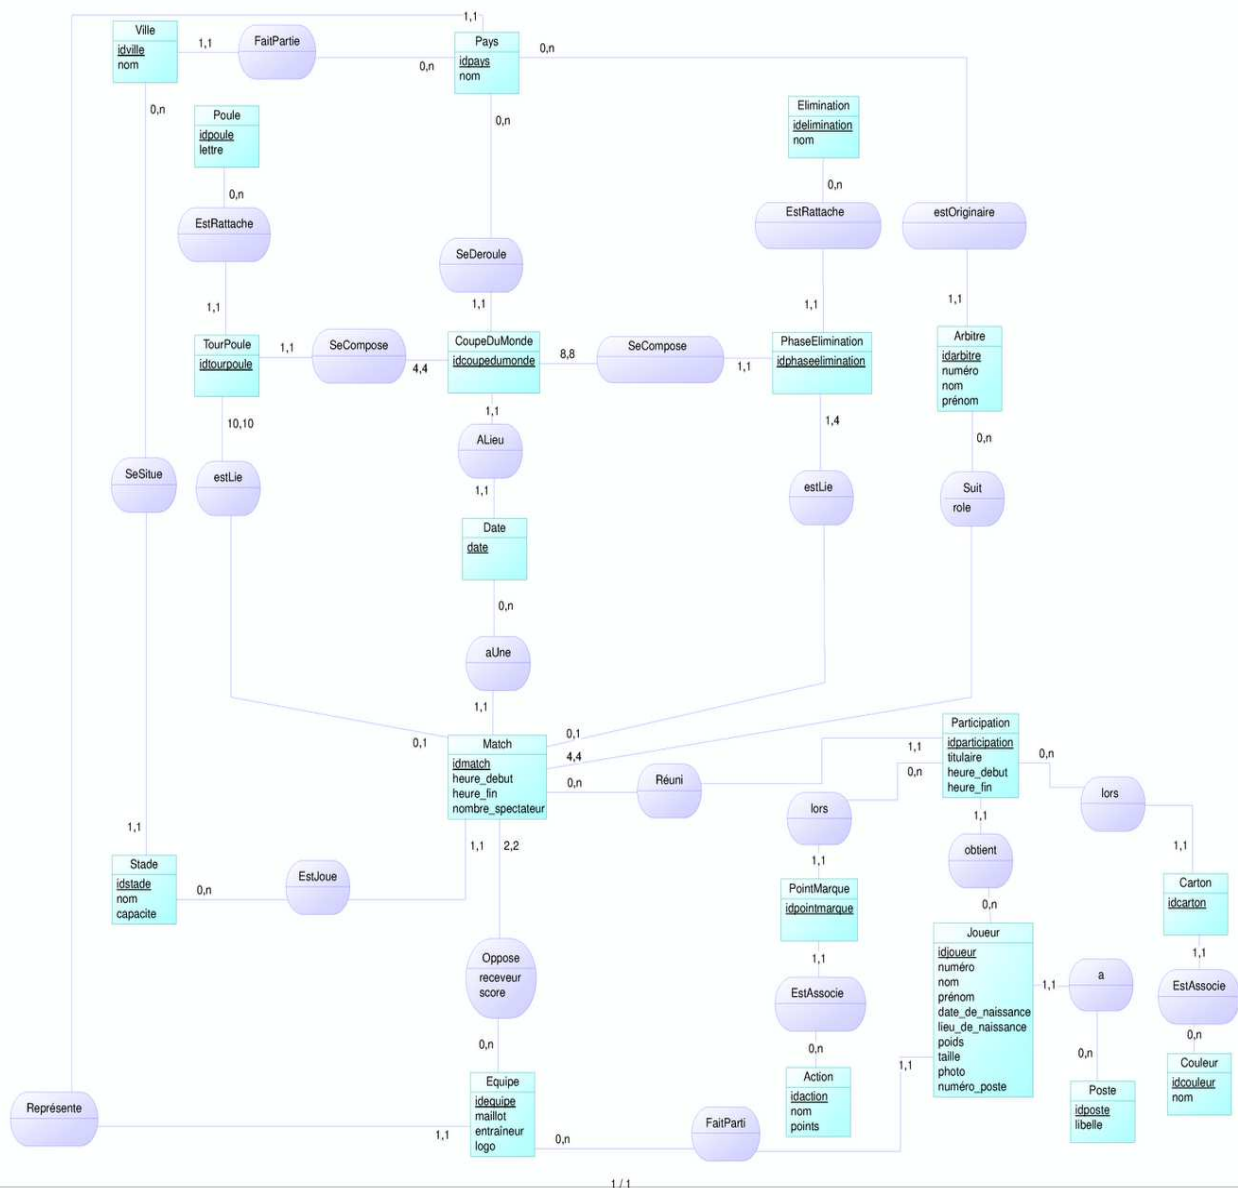 1,1
Ville
idville
nom
1,1
FaitPartie
0,n
Pays
idpays
nom
0,n
0,n
Poule
idpoule
lettre
0,n
Elimination
idelimination
nom
0,n
0,n
EstRattache
EstRattache
estOriginaire
SeDeroule
1,1
1,1
1,1
1,1
TourPoule
idtourpoule
1,1
SeCompose
4,4
CoupeDuMonde
idcoupedumonde
8,8
SeCompose
1,1
PhaseElimination
idphaseelimination
Arbitre
idarbitre
numéro
nom
prénom
10,10
1,1
1,4
0,n
ALieu
SeSitue
estLie
1,1
estLie
Suit
role
Date
date
0,n
aUne
1,1
0,1
Match
idmatch
heure_debut
heure_fin
nombre_spectateur
0,1
4,4
0,n
Réuni
1,1
0,n
Participation
idparticipation
titulaire
heure_debut
heure_fin
0,n
lors
lors
1,1
1,1
2,2
1,1
obtient
1,1
1,1
Stade
idstade
nom
capacite
0,n
EstJoue
PointMarque
idpointmarque
0,n
Carton
idcarton
Joueur
idjoueur
numéro
nom
prénom
date_de_naissance
lieu_de_naissance
poids
taille
photo
numéro_poste
Oppose
receveur
score
1,1
EstAssocie
1,1
a
1,1
EstAssocie
0,n
0,n
0,n
0,n
Couleur
idcouleur
nom
1,1
Equipe
idequipe
maillot
entraîneur
logo
Action
idaction
nom
points
Poste
idposte
libelle
Représente
1,1
0,n
FaitParti
1 / 1